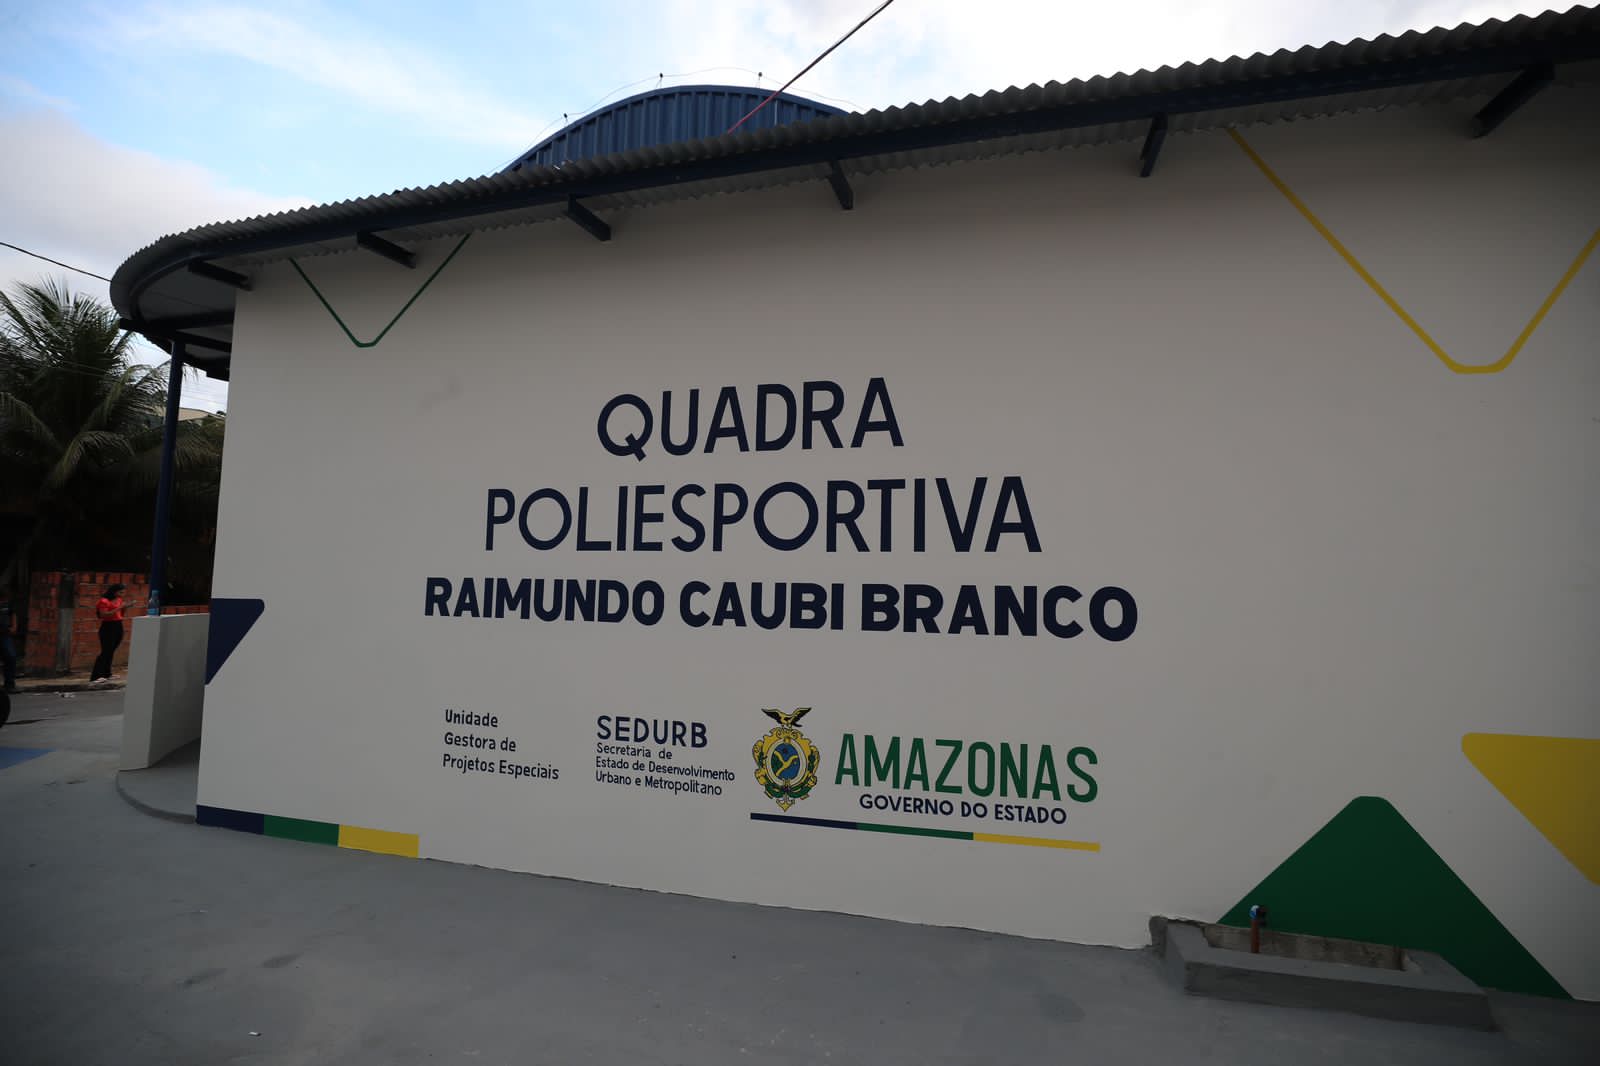 QUADRA
POLIESPORTIVA
RAIMUNDO CAUBI BRANCO
Unidade
Gestora de
Projetos Especiais
SEDURB
Secretaria de
Estado de Desenvolvimento
Urbano e Metropolitano
AMAZONAS
GOVERNO DO ESTADO